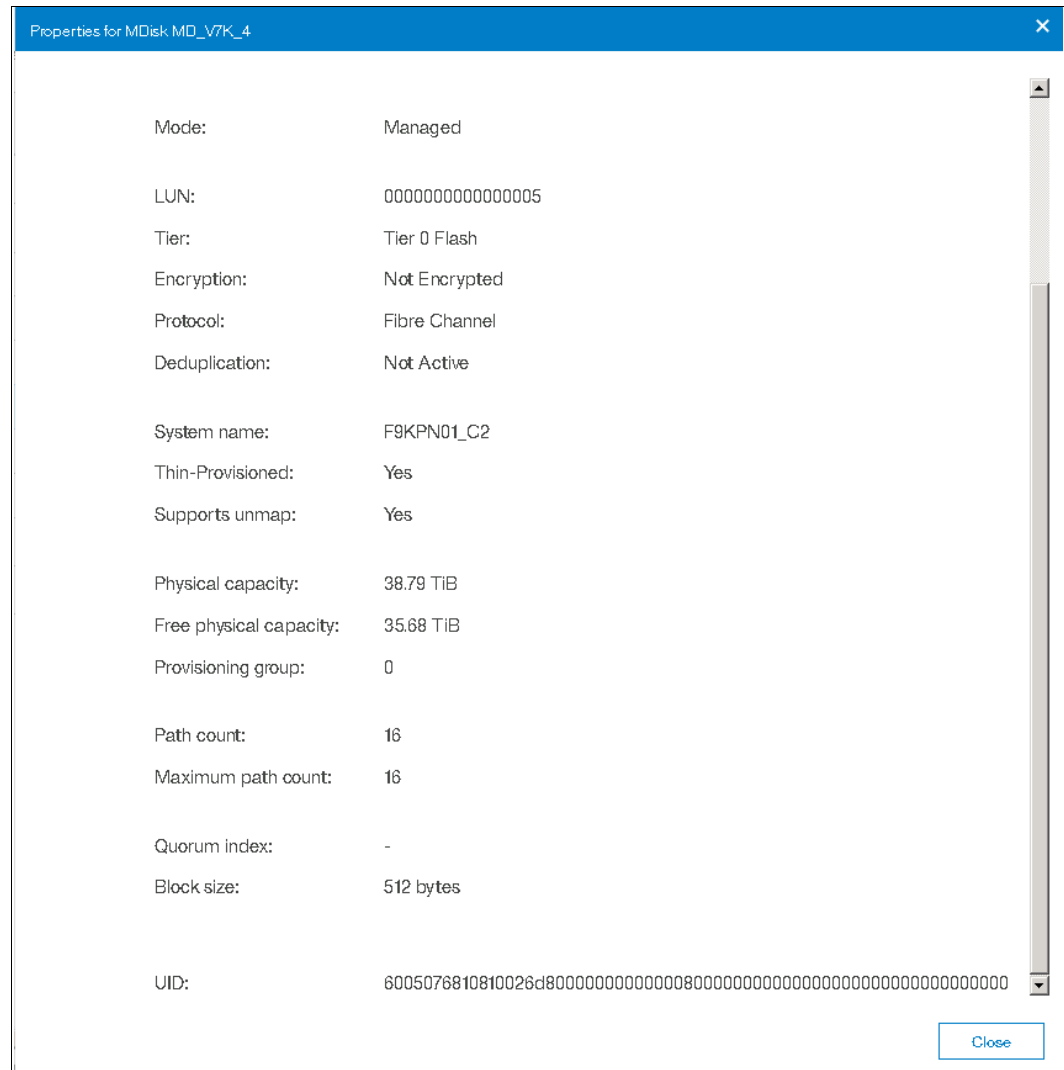 Properties for MDisk MD_V7K_4
Mode: Managed
LUN: 0000000000000005
Tier: Tier 0 Flash
Encryption: Not Encrypted
Protocol: Fibre Channel
Deduplication: Not Active
System name: F9KPN01_C2
Thin-Provisioned: Yes
Supports unmap: Yes
Physical capacity: 38.79 TiB
Free physical capacity: 35.68 TiB
Provisioning group: 0
Path count: 16
Maximum path count: 16
Quorum index: -
Block size: 512 bytes
UID: 6005076810810026d80000000000000800000000000000000000000000000000
Close